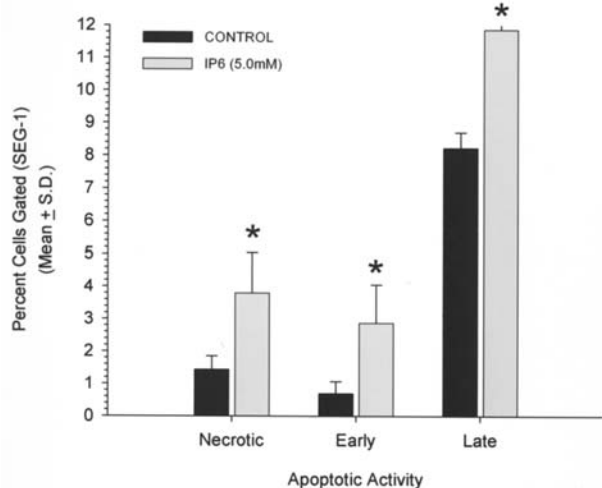 12
11
10
9
8
7
6
5
4
3
2
1
0
Percent Cells Gated (SEG-1)
(Mean ± S.D.)
CONTROL
IP6 (5.0mM)
*
*
*
Necrotic Early Late
Apoptotic Activity